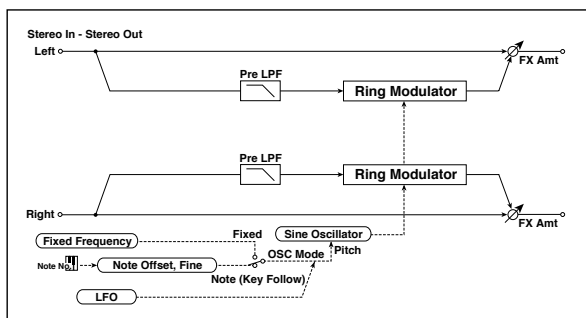 Stereo In - Stereo Out
Left
FX Amt
Pre LPF
Ring Modulator
Pre LPF
Ring Modulator
Right
FX Amt
Fixed
Sine Oscillator
Fixed Frequency
OSC Mode
Pitch
Note No.
Note Offset, Fine
Note (Key Follow)
LFO